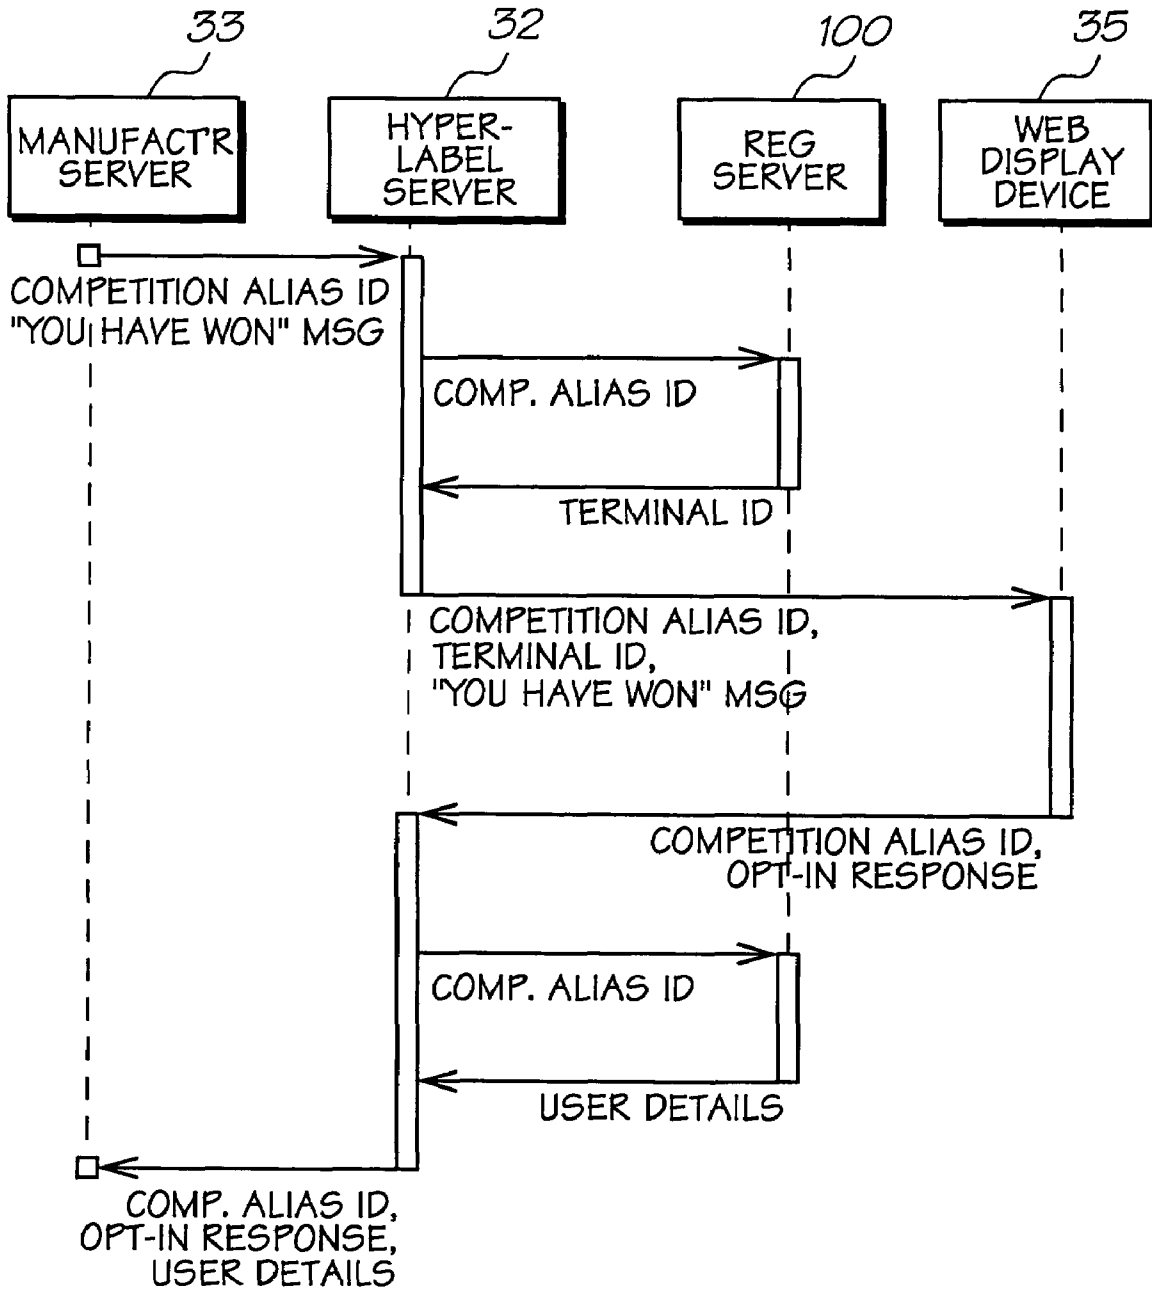 33
32
100
35
MANUFACT'R
SERVER
HYPER-
LABEL
SERVER
REG
SERVER
WEB
DISPLAY
DEVICE
COMPETITION ALIAS ID
"YOU HAVE WON" MSG
COMP. ALIAS ID
TERMINAL ID
COMPETITION ALIAS ID,
TERMINAL ID,
"YOU HAVE WON" MSG
COMPETITION ALIAS ID,
OPT-IN RESPONSE
COMP. ALIAS ID
USER DETAILS
COMP. ALIAS ID,
OPT-IN RESPONSE,
USER DETAILS